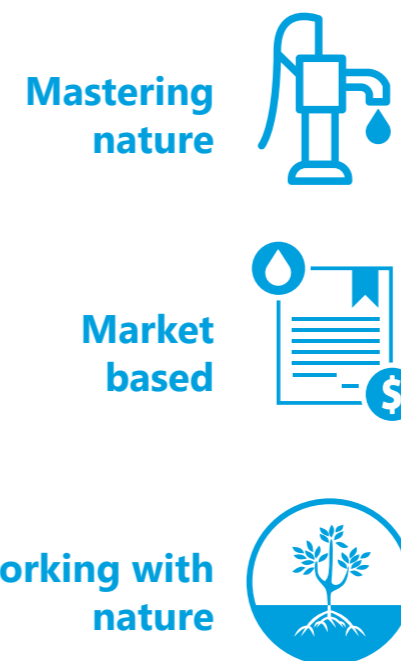 Mastering
nature
Market
based
$
orking with
nature